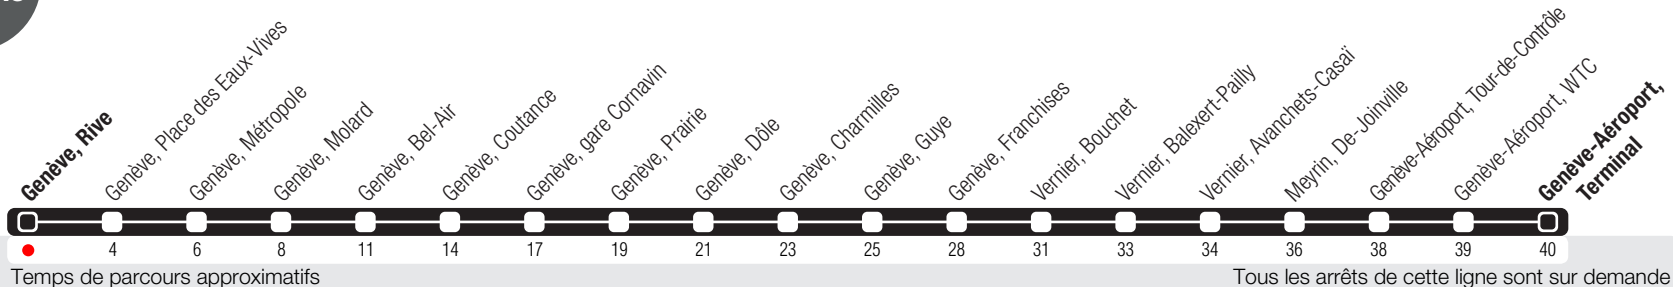 Genève, Rive
Genève, Place des Eaux-Vives
Genève, Métropole
Genève, Molard
Genève, Bel-Air
Genève, Coutance
Genève, gare Cornavin
Genève, Prairie
Genève, Dôle
Genève, Charmilles
Genève, Guye
Genève, Franchises
Vernier, Bouchet
Vernier, Balexert-Pailly
Vernier, Avanchets-Casaï
Meyrin, De-Joinville
Genève-Aéroport, Tour-de-Contrôle
Genève-Aéroport, WTC
Genève-Aéroport,
Terminal
4 6 8 11 14 17 19 21 23 25 28 31 33 34 36 38 39 40
Temps de parcours approximatifs
Tous les arrêts de cette ligne sont sur demande